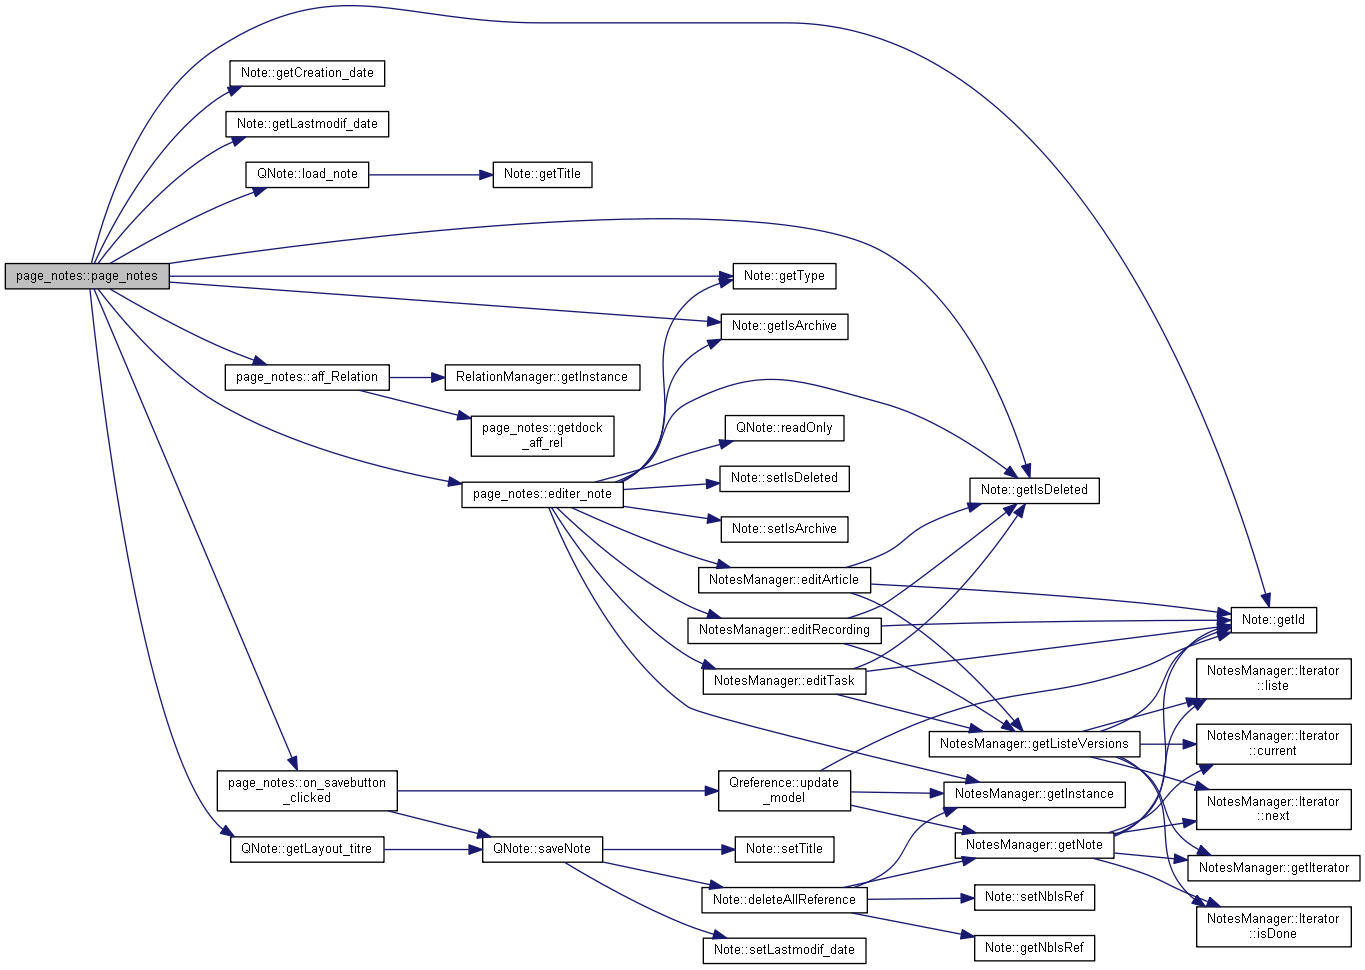 Note::getCreation_date
Note::getLastmodif_date
QNote::load_note
Note::getTitle
page_notes::page_notes
Note::getType
Note::getIsArchive
page_notes::aff_Relation
RelationManager::getInstance
page_notes::getdock
_aff_rel
QNote::readOnly
Note::setIsDeleted
page_notes::editer_note
Note::getIsDeleted
Note::setIsArchive
NotesManager::editArticle
NotesManager::editRecording
Note::getId
NotesManager::editTask
NotesManager::Iterator
::liste
NotesManager::getListeVersions
NotesManager::Iterator
::current
page_notes::on_savebutton
_clicked
Qreference::update
_model
NotesManager::getInstance
NotesManager::Iterator
::next
QNote::getLayout_titre
QNote::saveNote
Note::setTitle
NotesManager::getNote
NotesManager::getIterator
Note::deleteAllReference
Note::setNbIsRef
NotesManager::Iterator
::isDone
Note::setLastmodif_date
Note::getNbIsRef